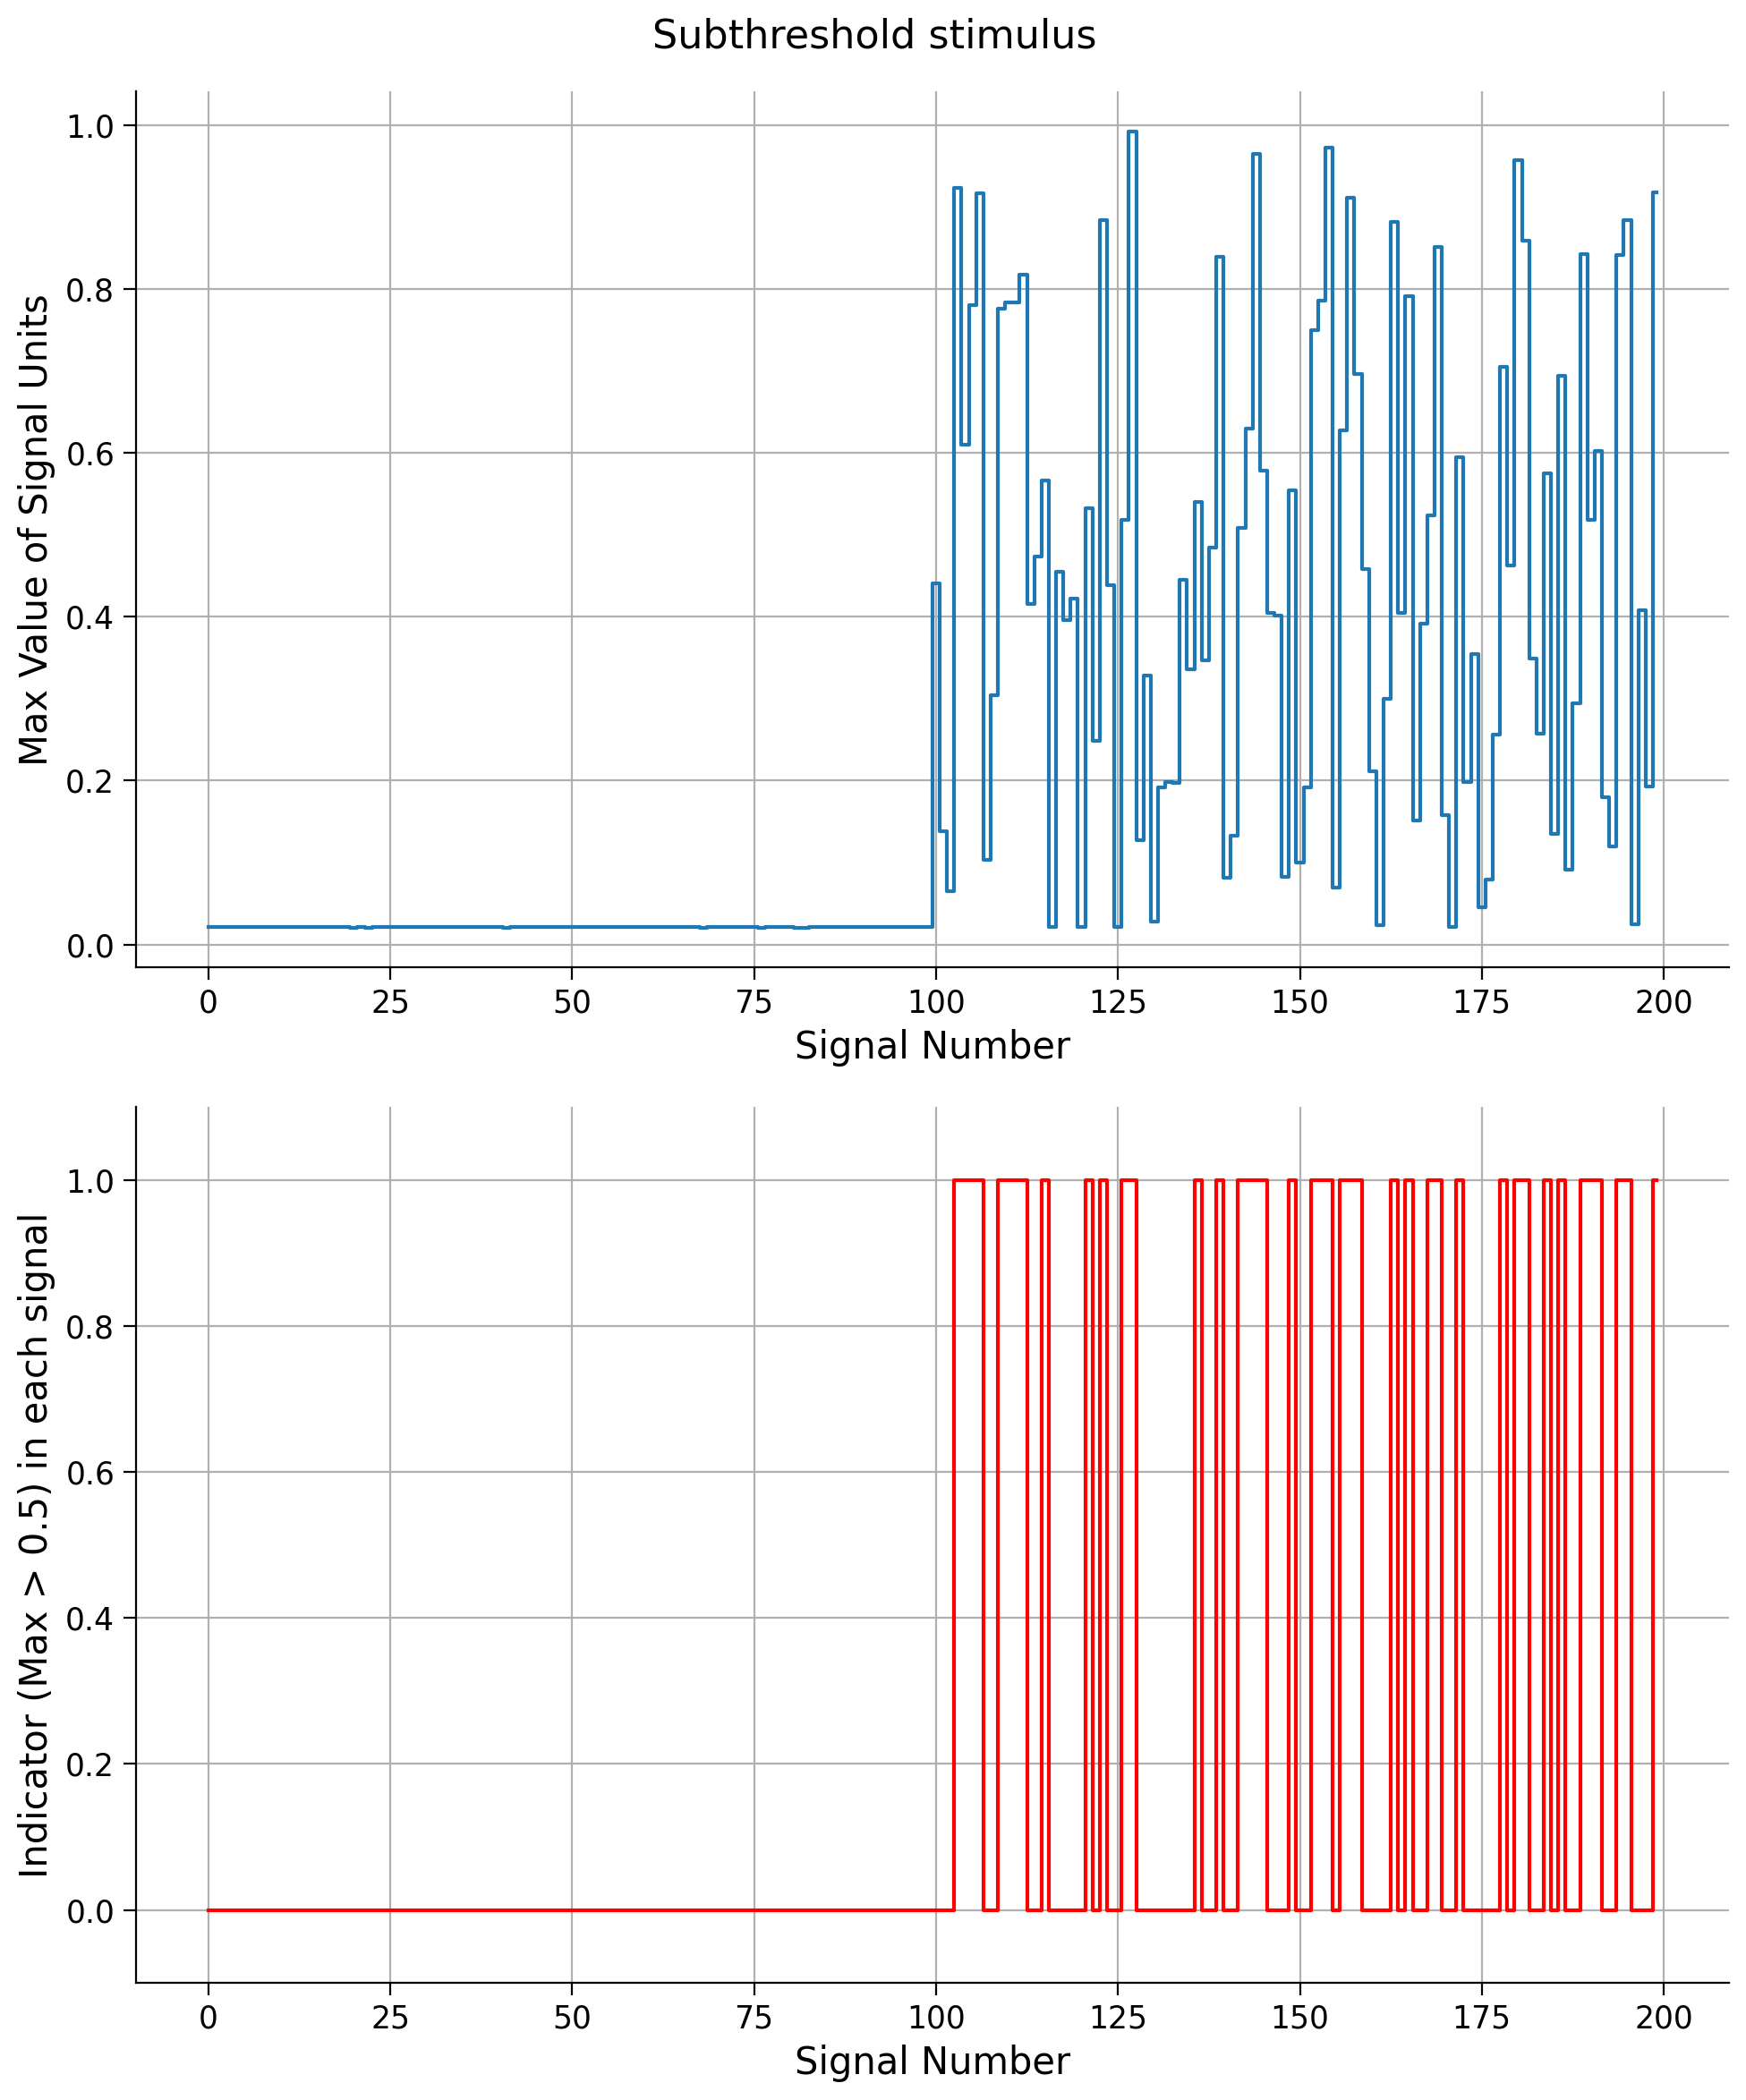 Subthreshold stimulus
Max Value of Signal Units
1.0
0.8
0.6
0.4
0.2
0.0
0 25 50 75 100 125 150 175 200
Signal Number
Indicator (Max > 0.5) in each signal
1.0
0.8
0.6
0.4
0.2
0.0
0 25 50 75 100 125 150 175 200
Signal Number